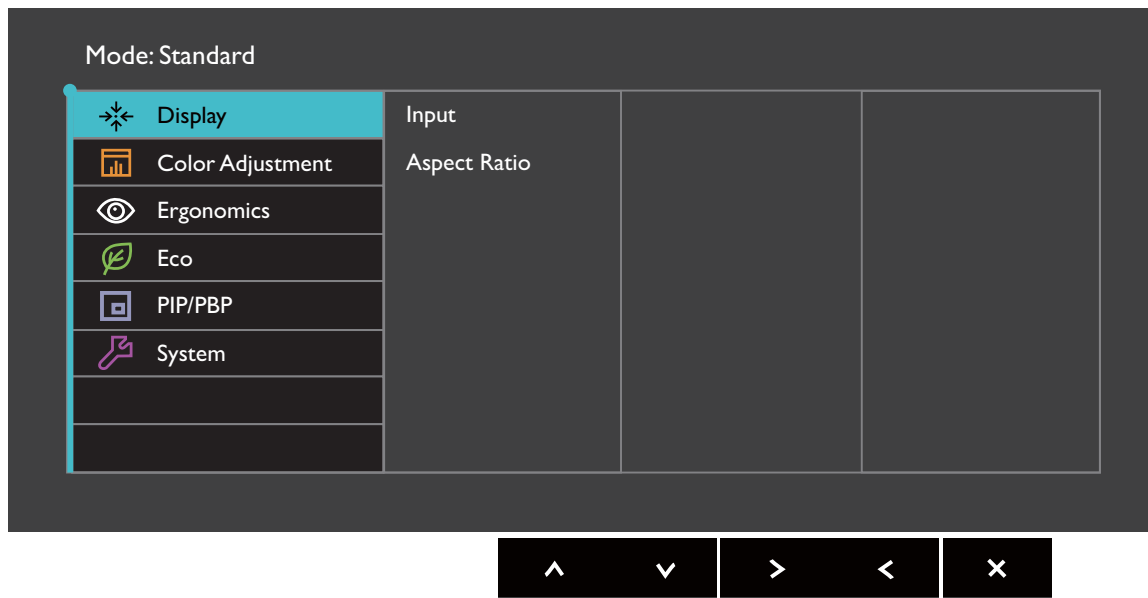 Mode: Standard
Display
Input
Color Adjustment
Aspect Ratio
Ergonomics
Eco
PIP/PBP
System